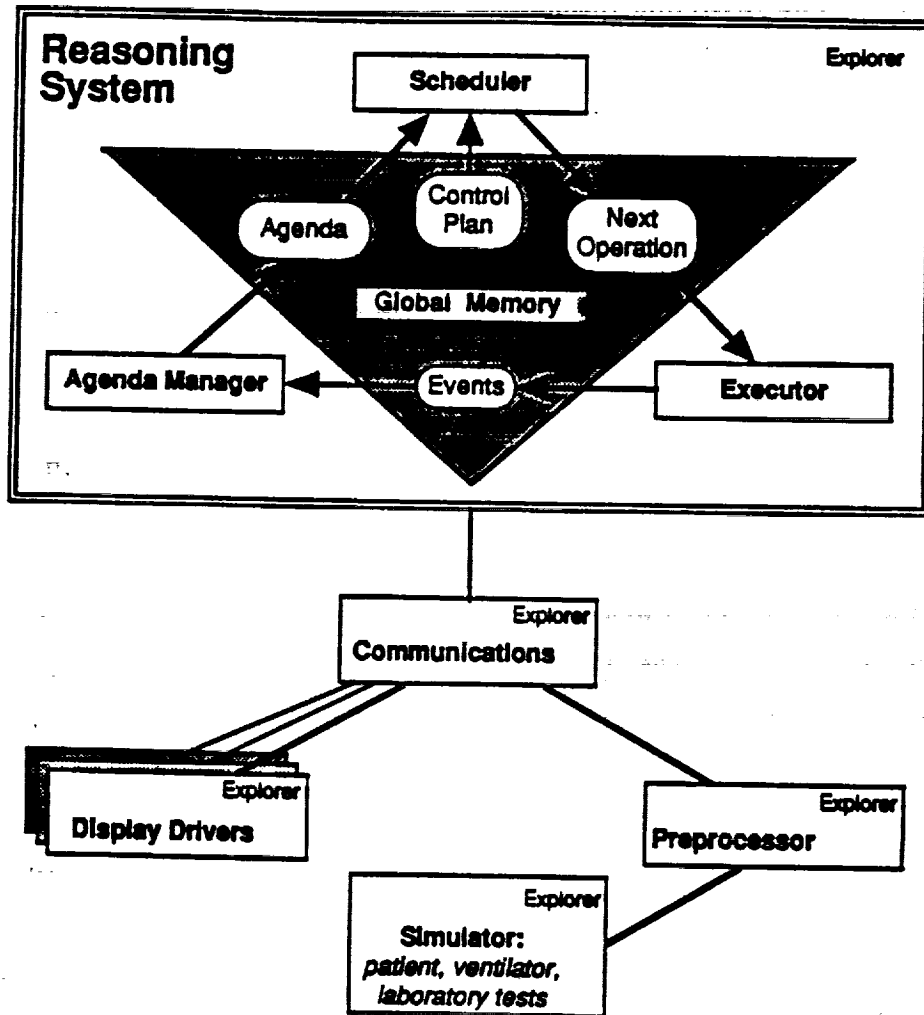 Reasoning
System
Explorer
Scheduler
Agenda
Control
Plan
Next
Operation
Global Memory
Agenda Manager
Events
Executor
Explorer
Communications
Explorer
Display Drivers
Explorer
Preprocessor
Explorer
Simulator:
patient, ventilator,
laboratory tests